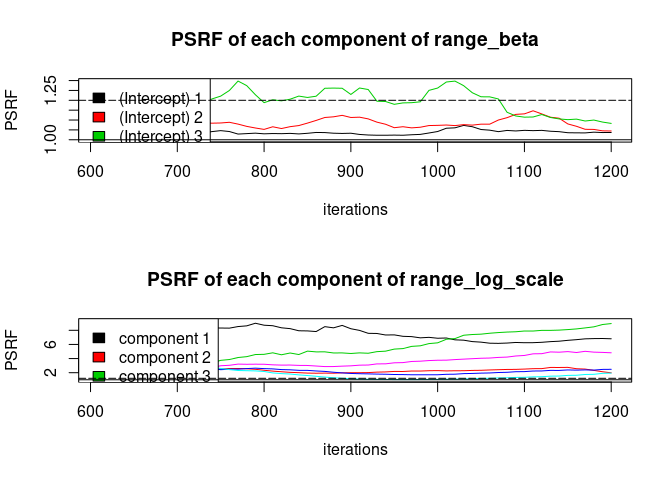 PSRF of each component of range_beta
PSRF
1.25
1.00
(Intercept) 1
(Intercept) 2
(Intercept) 3
600 700 800 900 1000 1100 1200
iterations
PSRF of each component of range_log_scale
PSRF
6
2
component 1
component 2
component 3
600 700 800 900 1000 1100 1200
iterations